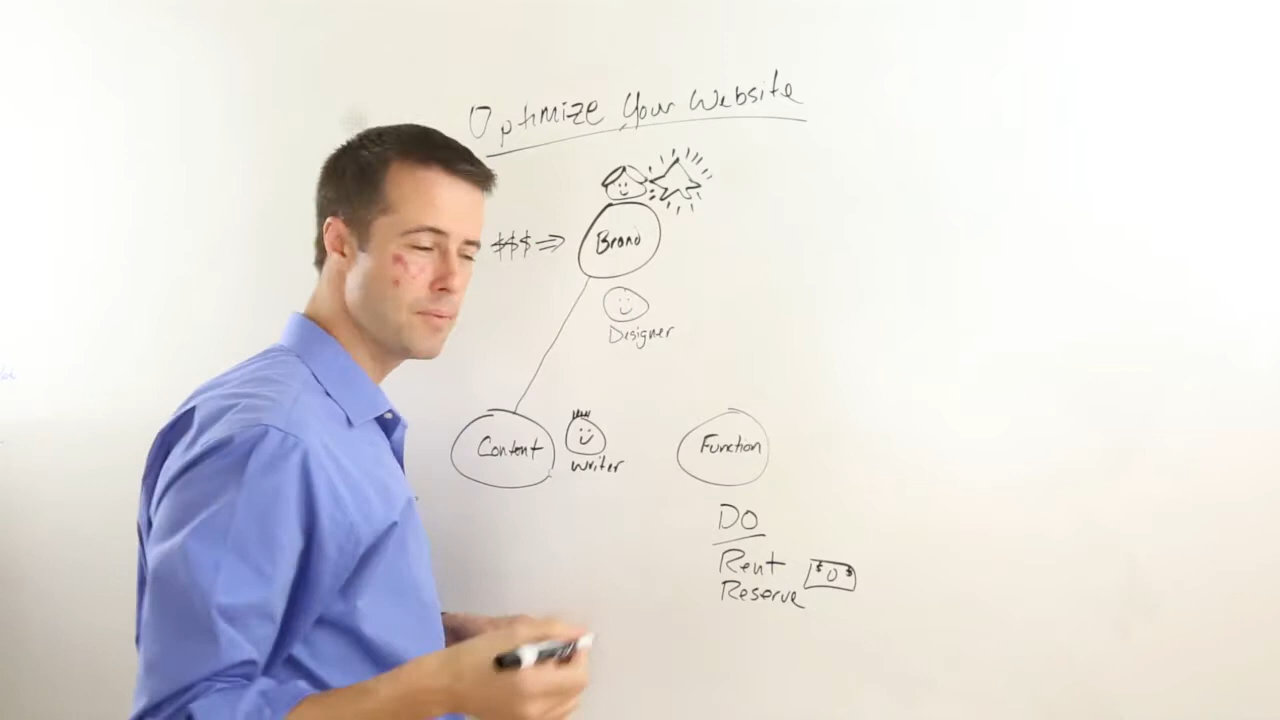 Optimize Your Website
$$$ ⇒ Brand
Designer
Content
Writer
Function
DO
Rent
Reserve
$ 0 $